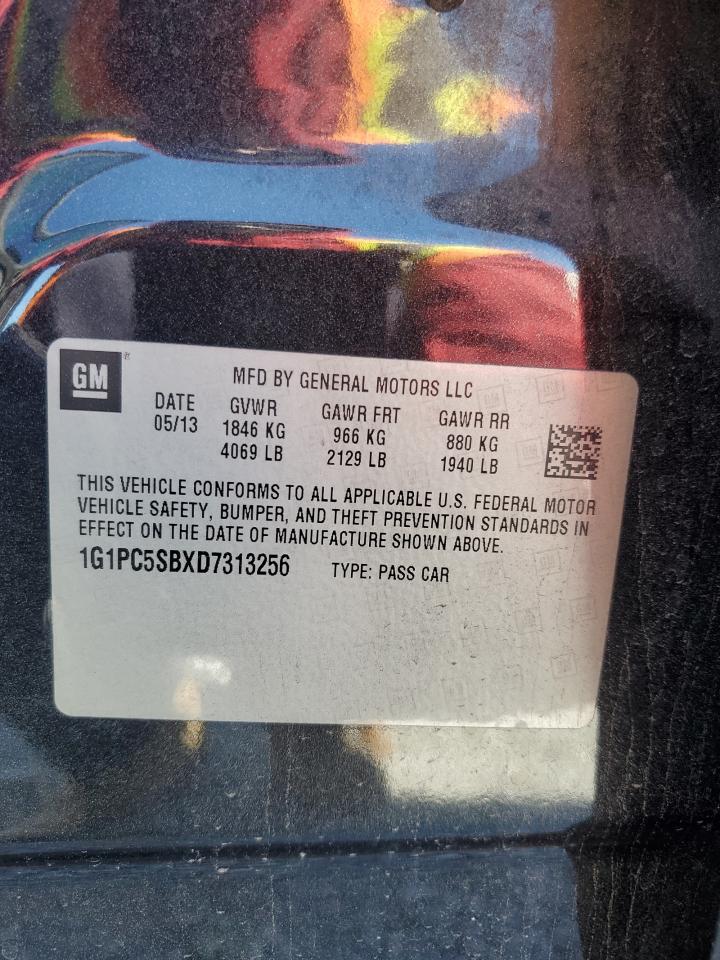 GM
MFD BY GENERAL MOTORS LLC
DATE GVWR GAWR FRT GAWR RR
05/13 1846 KG 966 KG 880 KG
4069 LB 2129 LB 1940 LB
THIS VEHICLE CONFORMS TO ALL APPLICABLE U.S. FEDERAL MOTOR
VEHICLE SAFETY, BUMPER, AND THEFT PREVENTION STANDARDS IN
EFFECT ON THE DATE OF MANUFACTURE SHOWN ABOVE.
1G1PC5SBXD7313256 TYPE: PASS CAR